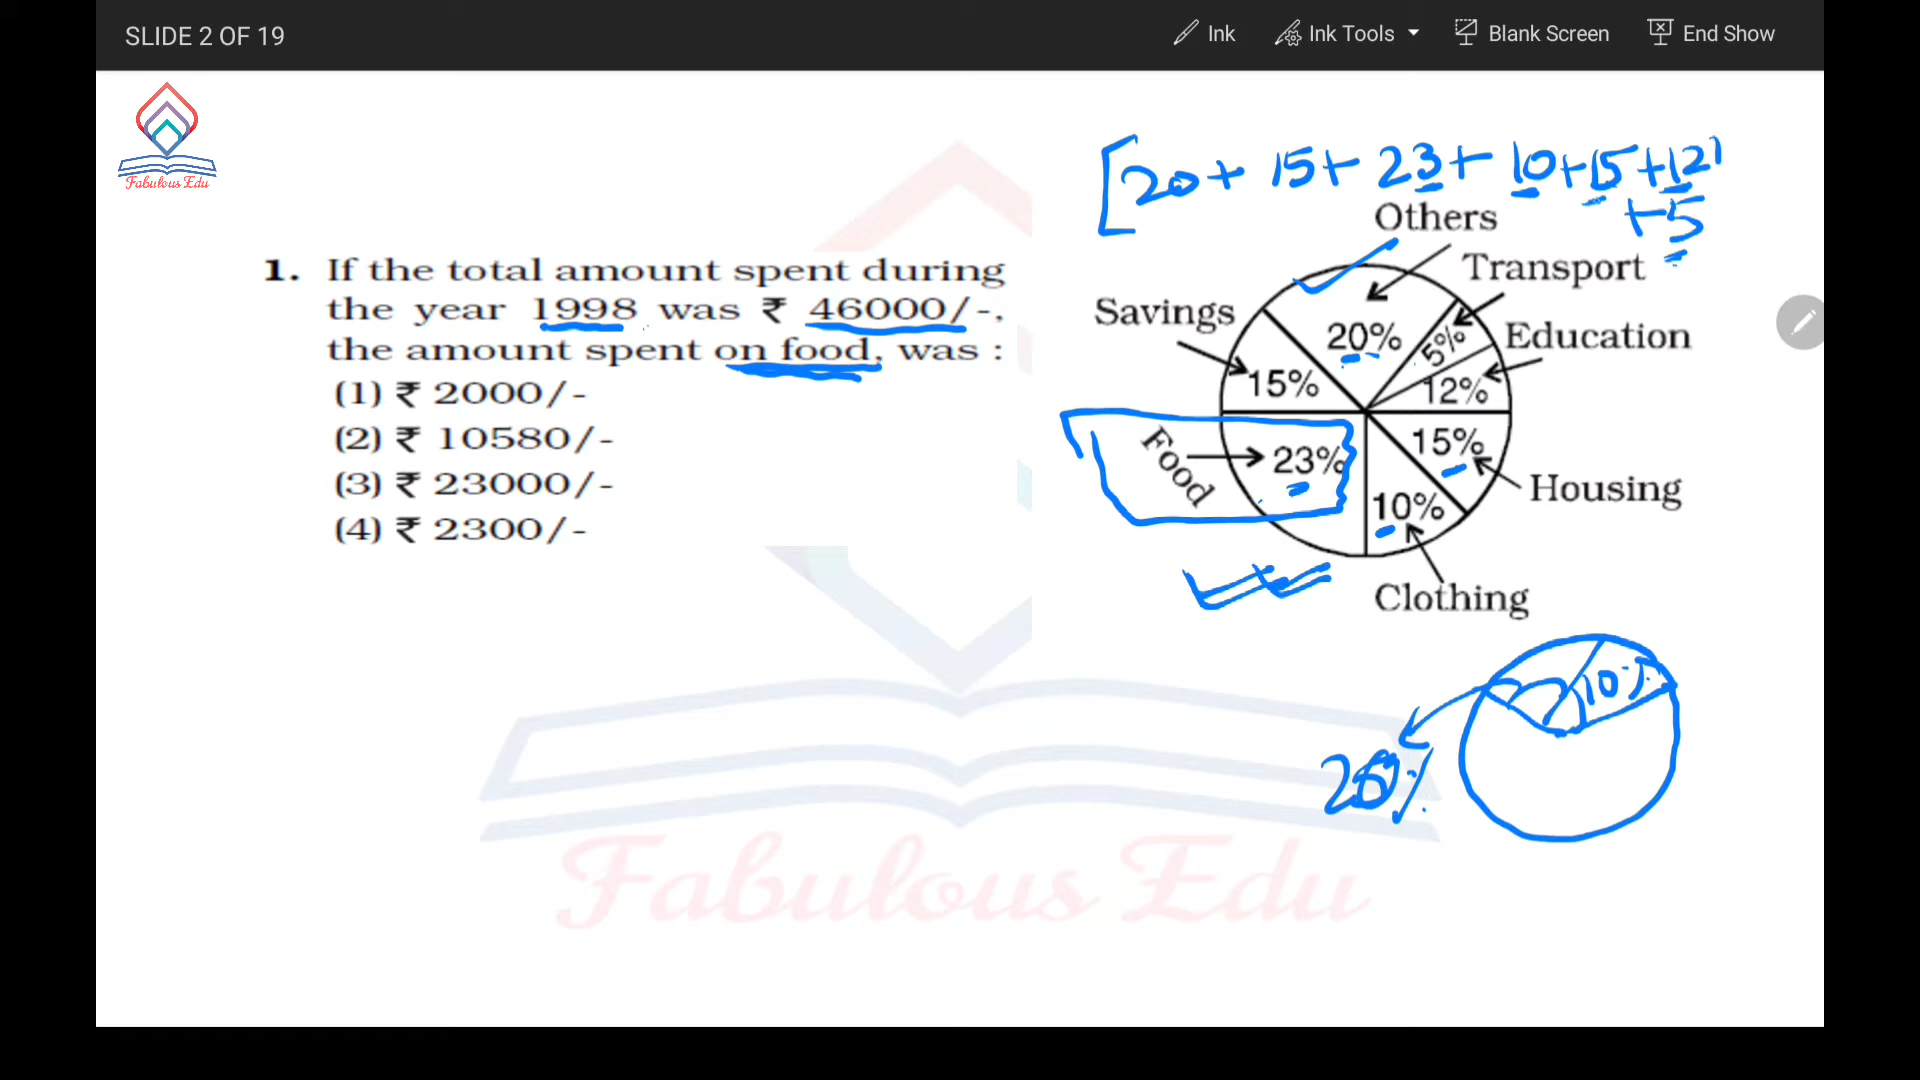 SLIDE 2 OF 19
Ink
Ink Tools
Blank Screen
End Show
Fabulous Edu
[20 + 15 + 23 + 10 + 15 + 12
+ 5
1. If the total amount spent during
the year 1998 was ₹ 46000/-,
the amount spent on food, was :
(1) ₹ 2000/-
(2) ₹ 10580/-
(3) ₹ 23000/-
(4) ₹ 2300/-
Others
Transport
Savings
Education
20%
5%
15%
12%
Food
23%
15%
10%
Housing
Clothing
10%
Fabulous Edu